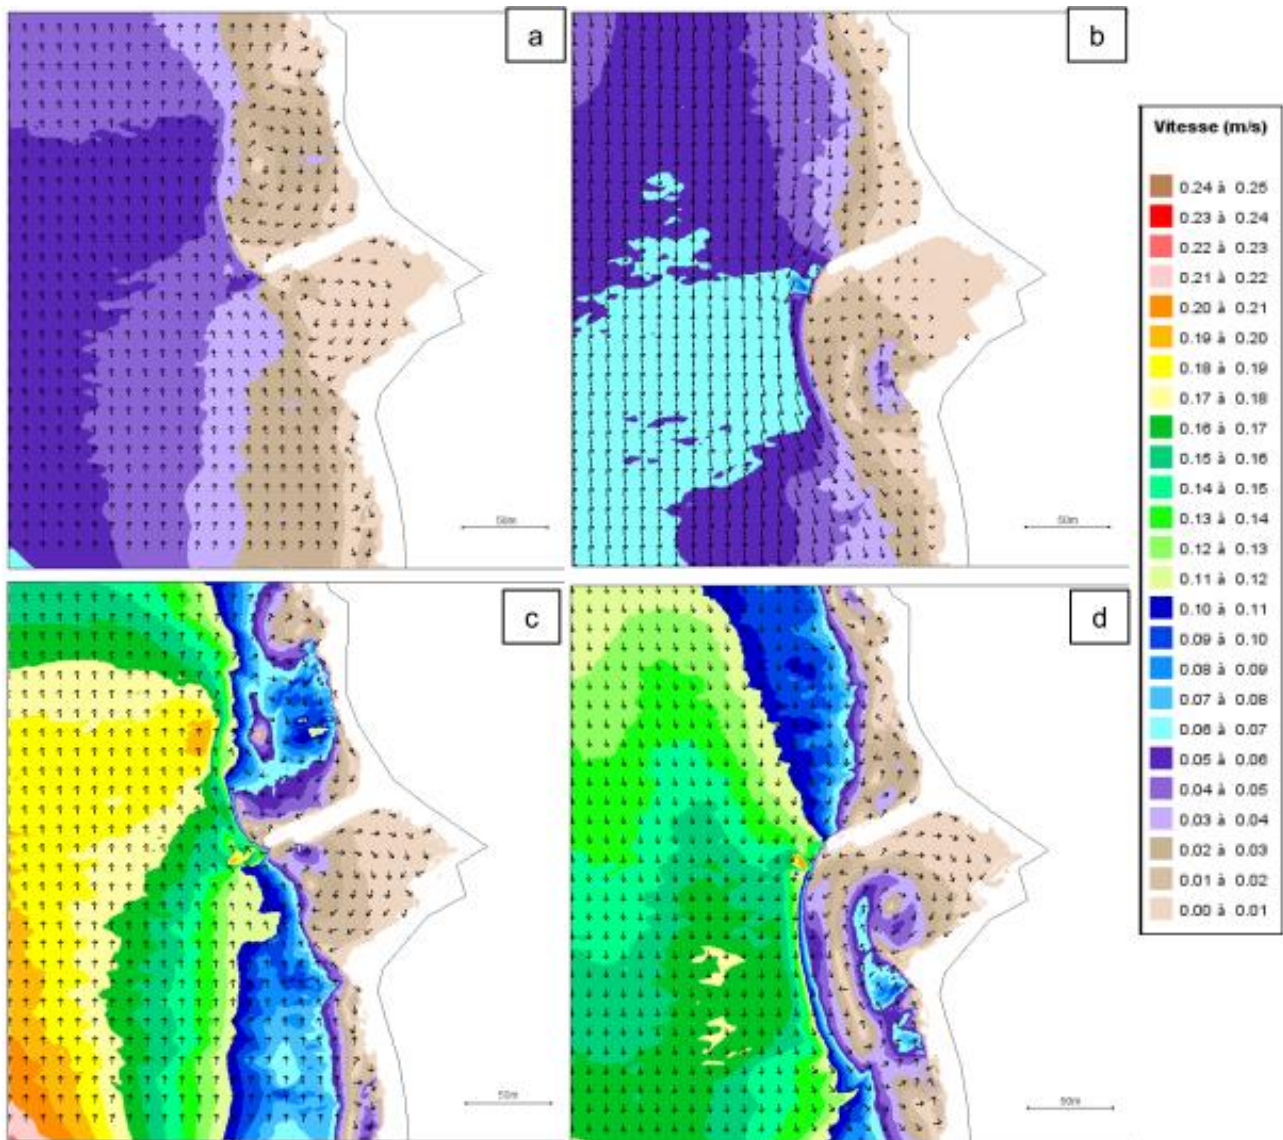 a
b
50m
50m
c
d
50m
50m
Vitesse (m/s)
0.24 à 0.25
0.23 à 0.24
0.22 à 0.23
0.21 à 0.22
0.20 à 0.21
0.19 à 0.20
0.18 à 0.19
0.17 à 0.18
0.16 à 0.17
0.15 à 0.16
0.14 à 0.15
0.13 à 0.14
0.12 à 0.13
0.11 à 0.12
0.10 à 0.11
0.09 à 0.10
0.08 à 0.09
0.07 à 0.08
0.06 à 0.07
0.05 à 0.06
0.04 à 0.05
0.03 à 0.04
0.02 à 0.03
0.01 à 0.02
0.00 à 0.01